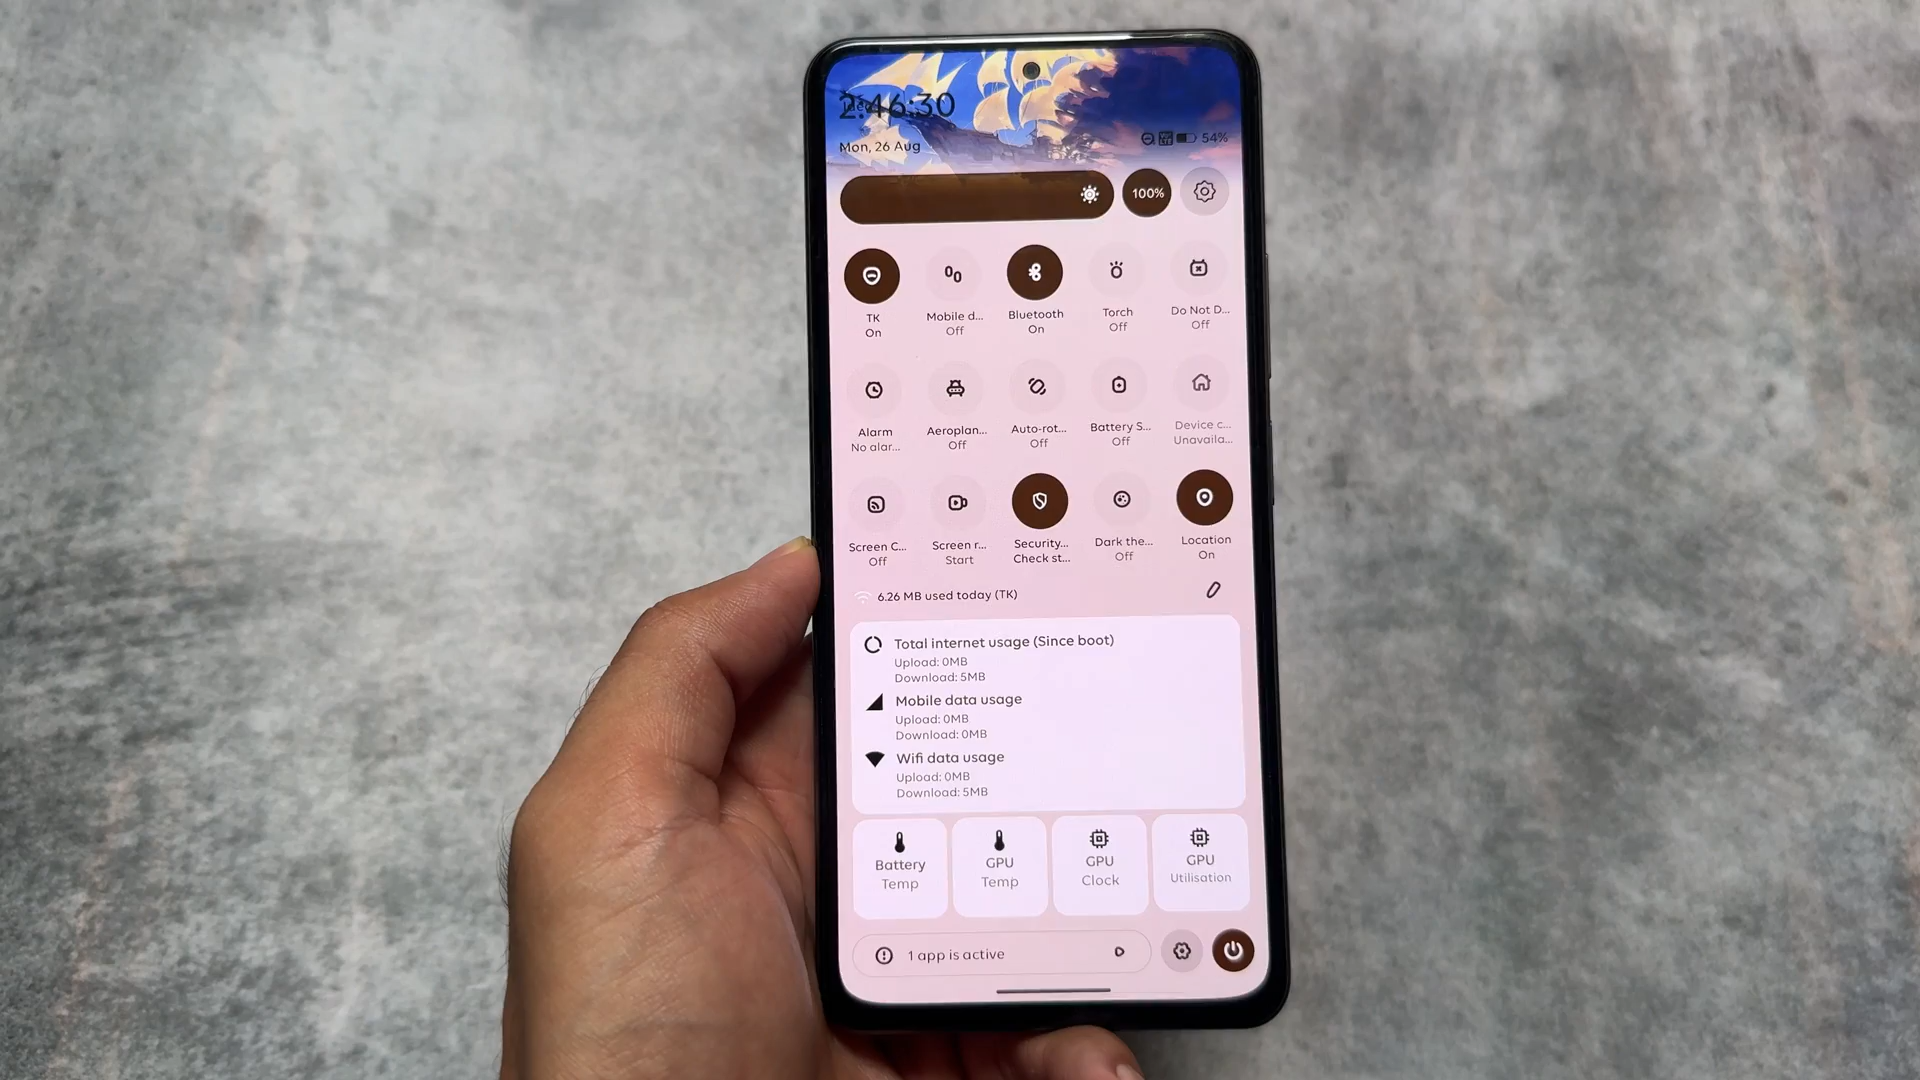 2:46:30
Mon, 26 Aug
54%
100%
TK
On
Mobile d...
Off
Bluetooth
On
Torch
Off
Do Not D...
Off
Alarm
No alar...
Aeroplan...
Off
Auto-rot...
Off
Battery S...
Off
Device c...
Unavaila...
Screen C...
Off
Screen r...
Start
Security...
Check st...
Dark the...
Off
Location
On
6.26 MB used today (TK)
Total internet usage (Since boot)
Upload: 0MB
Download: 5MB
Mobile data usage
Upload: 0MB
Download: 0MB
Wifi data usage
Upload: 0MB
Download: 5MB
Battery
Temp
GPU
Temp
GPU
Clock
GPU
Utilisation
1 app is active